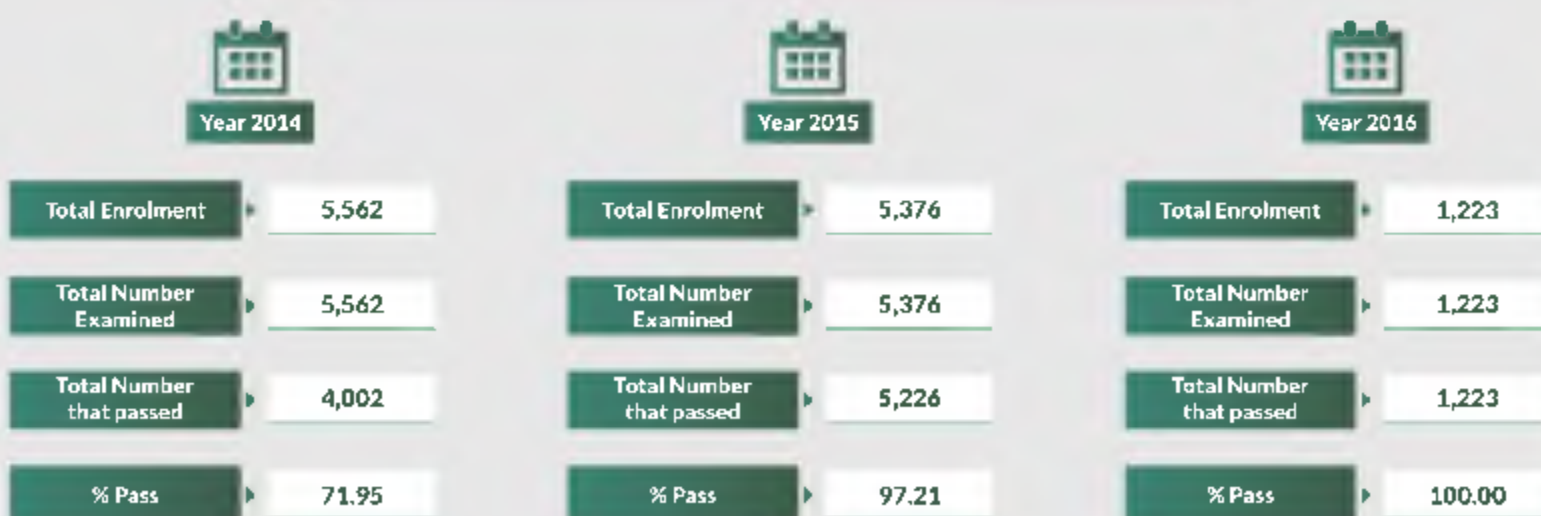 Year 2014
Total Enrolment
5,562
Total Number
Examined
5,562
Total Number
that passed
4,002
% Pass
71.95
Year 2015
Total Enrolment
5,376
Total Number
Examined
5,376
Total Number
that passed
5,226
% Pass
97.21
Year 2016
Total Enrolment
1,223
Total Number
Examined
1,223
Total Number
that passed
1,223
% Pass
100.00